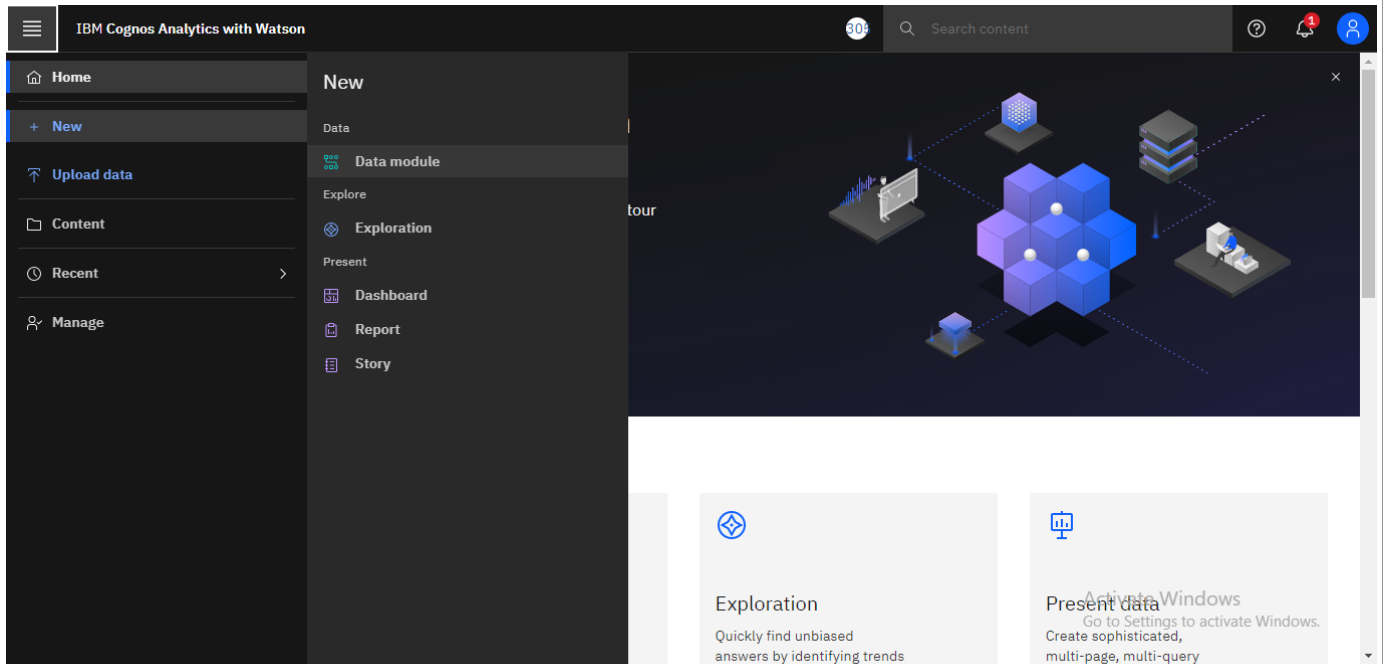 IBM Cognos Analytics with Watson
305
Search content
1
Home
New
Upload data
Content
Recent
Manage
New
Data
Data module
Explore
Exploration
Present
Dashboard
Report
Story
tour
Exploration
Quickly find unbiased
answers by identifying trends
Present data
Create sophisticated,
multi-page, multi-query
Activate Windows
Go to Settings to activate Windows.